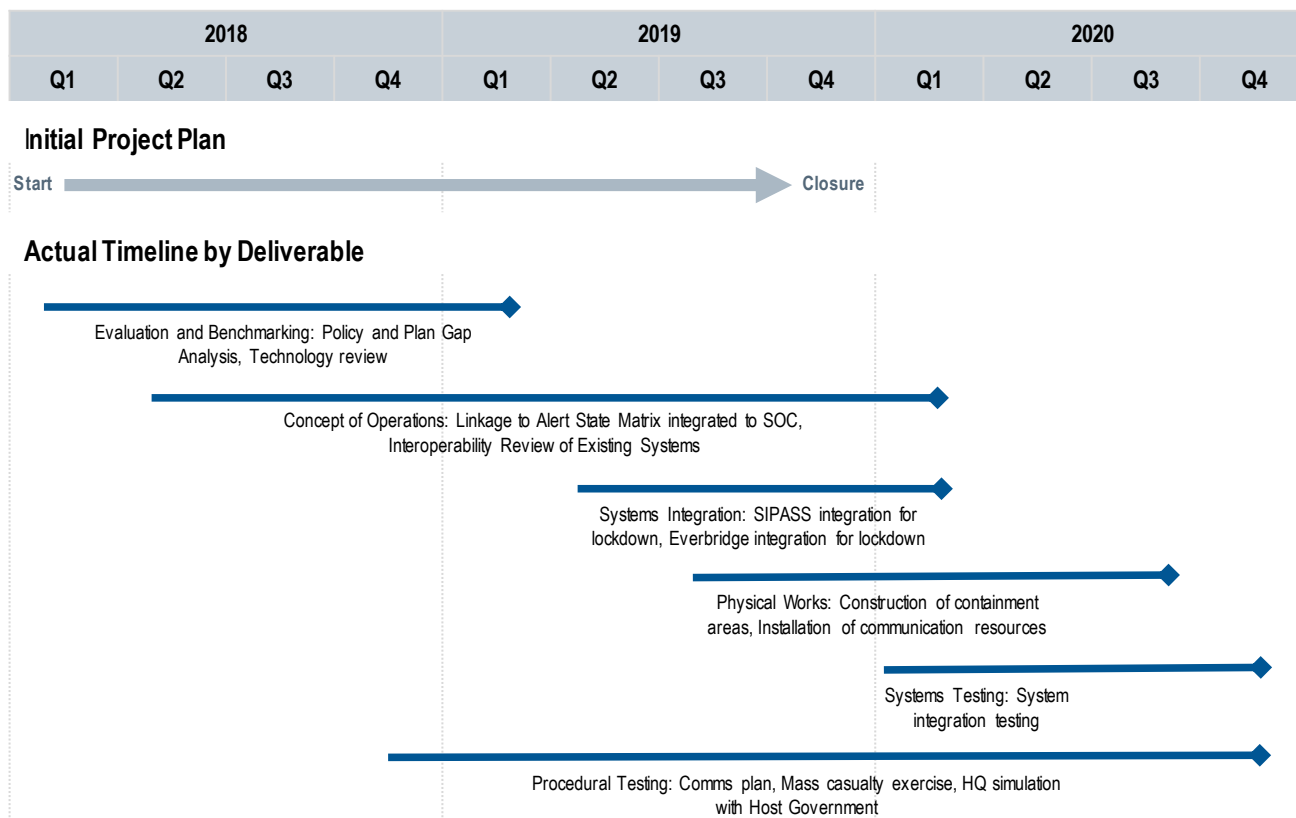 2018 2019 2020
Q1 Q2 Q3 Q4 Q1 Q2 Q3 Q4 Q1 Q2 Q3 Q4
Initial Project Plan
Start Closure
Actual Timeline by Deliverable
Evaluation and Benchmarking: Policy and Plan Gap
Analysis, Technology review
Concept of Operations: Linkage to Alert State Matrix integrated to SOC,
Interoperability Review of Existing Systems
Systems Integration: SIPASS integration for
lockdown, Everbridge integration for lockdown
Physical Works: Construction of containment
areas, Installation of communication resources
Systems Testing: System
integration testing
Procedural Testing: Comms plan, Mass casualty exercise, HQ simulation
with Host Government